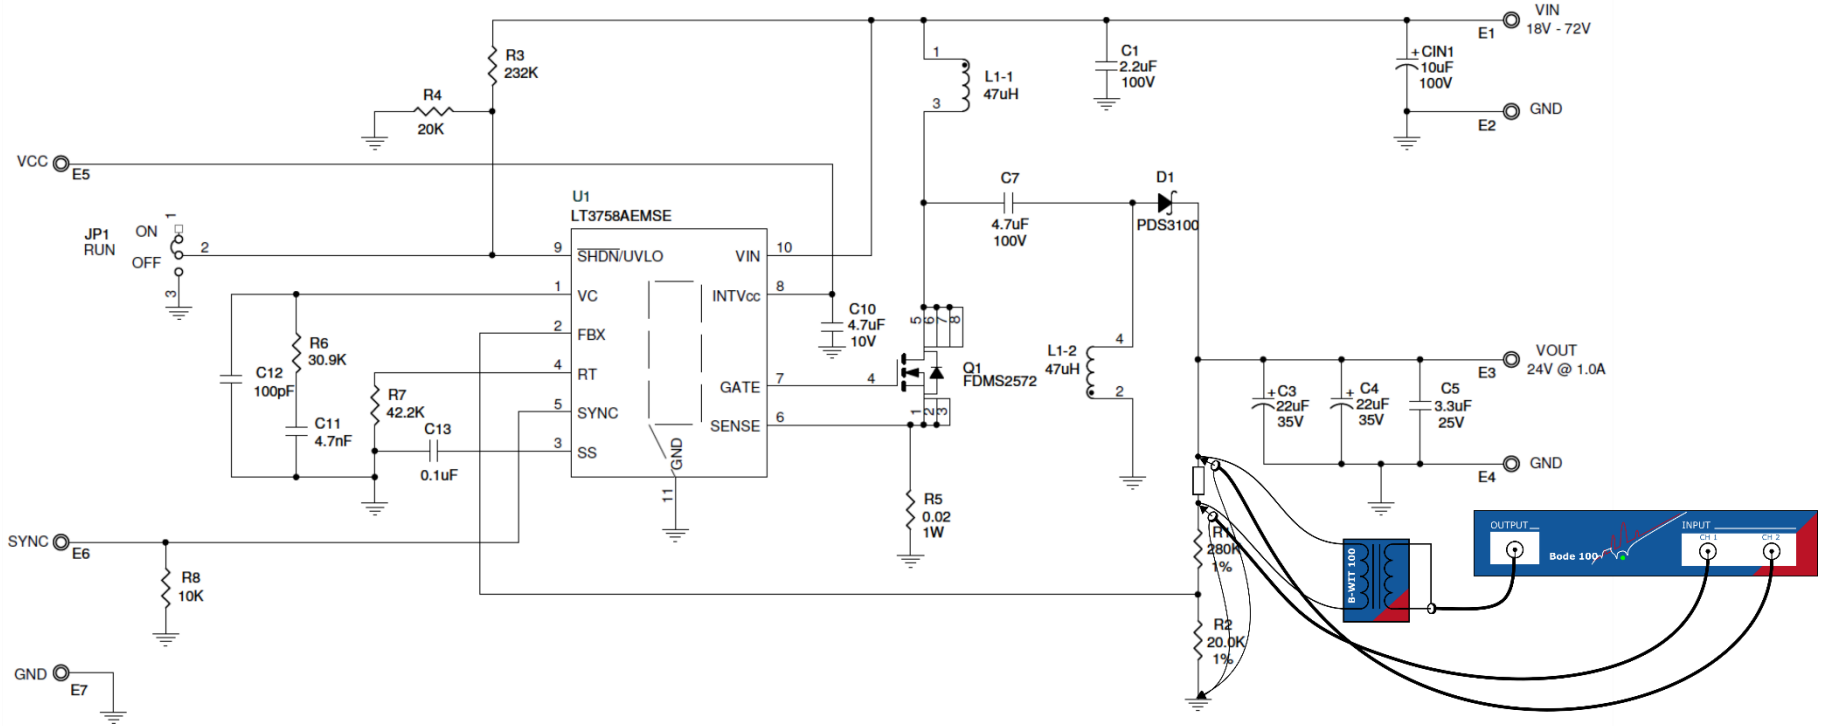 VIN
18V - 72V
E1
R3
232K
1
L1-1
47uH
3
C1
2.2uF
100V
+
CIN1
10uF
100V
GND
E2
R4
20K
VCC
E5
U1
LT3758AEMSE
C7
4.7uF
100V
D1
PDS3100
JP1
RUN
1
ON
OFF
2
3
9
SHDN/UVLO
VIN
10
1
VC
INTVcc
8
2
FBX
4
RT
GATE
7
5
SYNC
SENSE
6
3
SS
GND
11
C10
4.7uF
10V
5
6
7
8
4
Q1
FDMS2572
1
2
3
L1-2
47uH
4
2
R6
30.9K
C12
100pF
C11
4.7nF
R7
42.2K
C13
0.1uF
R5
0.02
1W
VOUT
24V @ 1.0A
E3
+
C3
22uF
35V
+
C4
22uF
35V
C5
3.3uF
25V
GND
E4
SYNC
E6
R8
10K
GND
E7
R1
280K
1%
R2
20.0K
1%
B-WIT 100
OUTPUT
INPUT
CH 1
CH 2
Bode 100